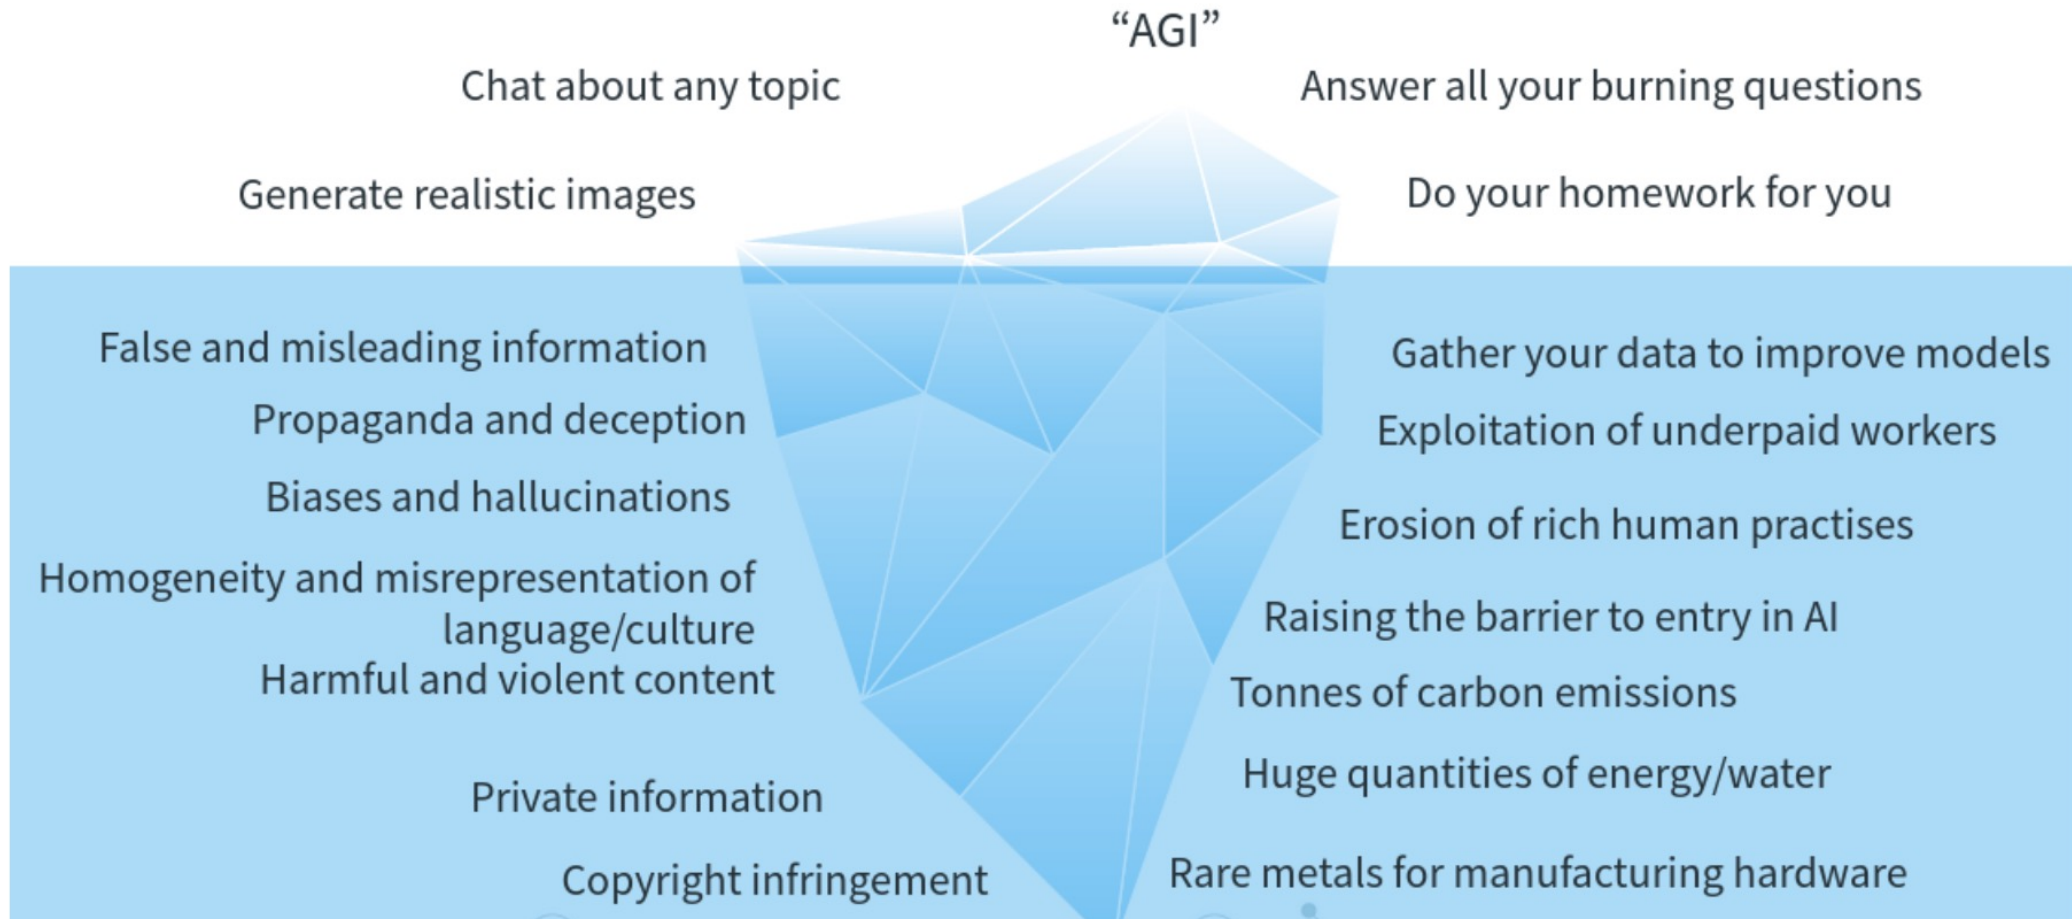 “AGI”
Chat about any topic
Answer all your burning questions
Generate realistic images
Do your homework for you
False and misleading information
Gather your data to improve models
Propaganda and deception
Exploitation of underpaid workers
Biases and hallucinations
Erosion of rich human practises
Homogeneity and misrepresentation of
language/culture
Raising the barrier to entry in AI
Harmful and violent content
Tonnes of carbon emissions
Private information
Huge quantities of energy/water
Copyright infringement
Rare metals for manufacturing hardware